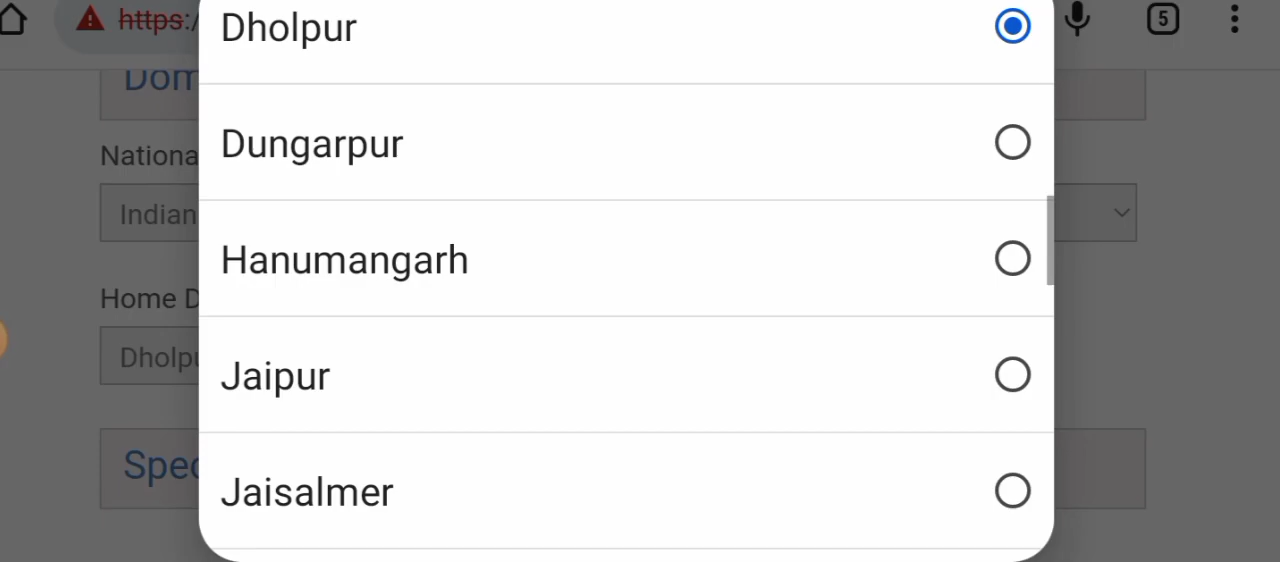 https:/
5
Dholpur
Dungarpur
Hanumangarh
Jaipur
Jaisalmer
Dom
Nationa
Indian
Home D
Dholpu
Spec